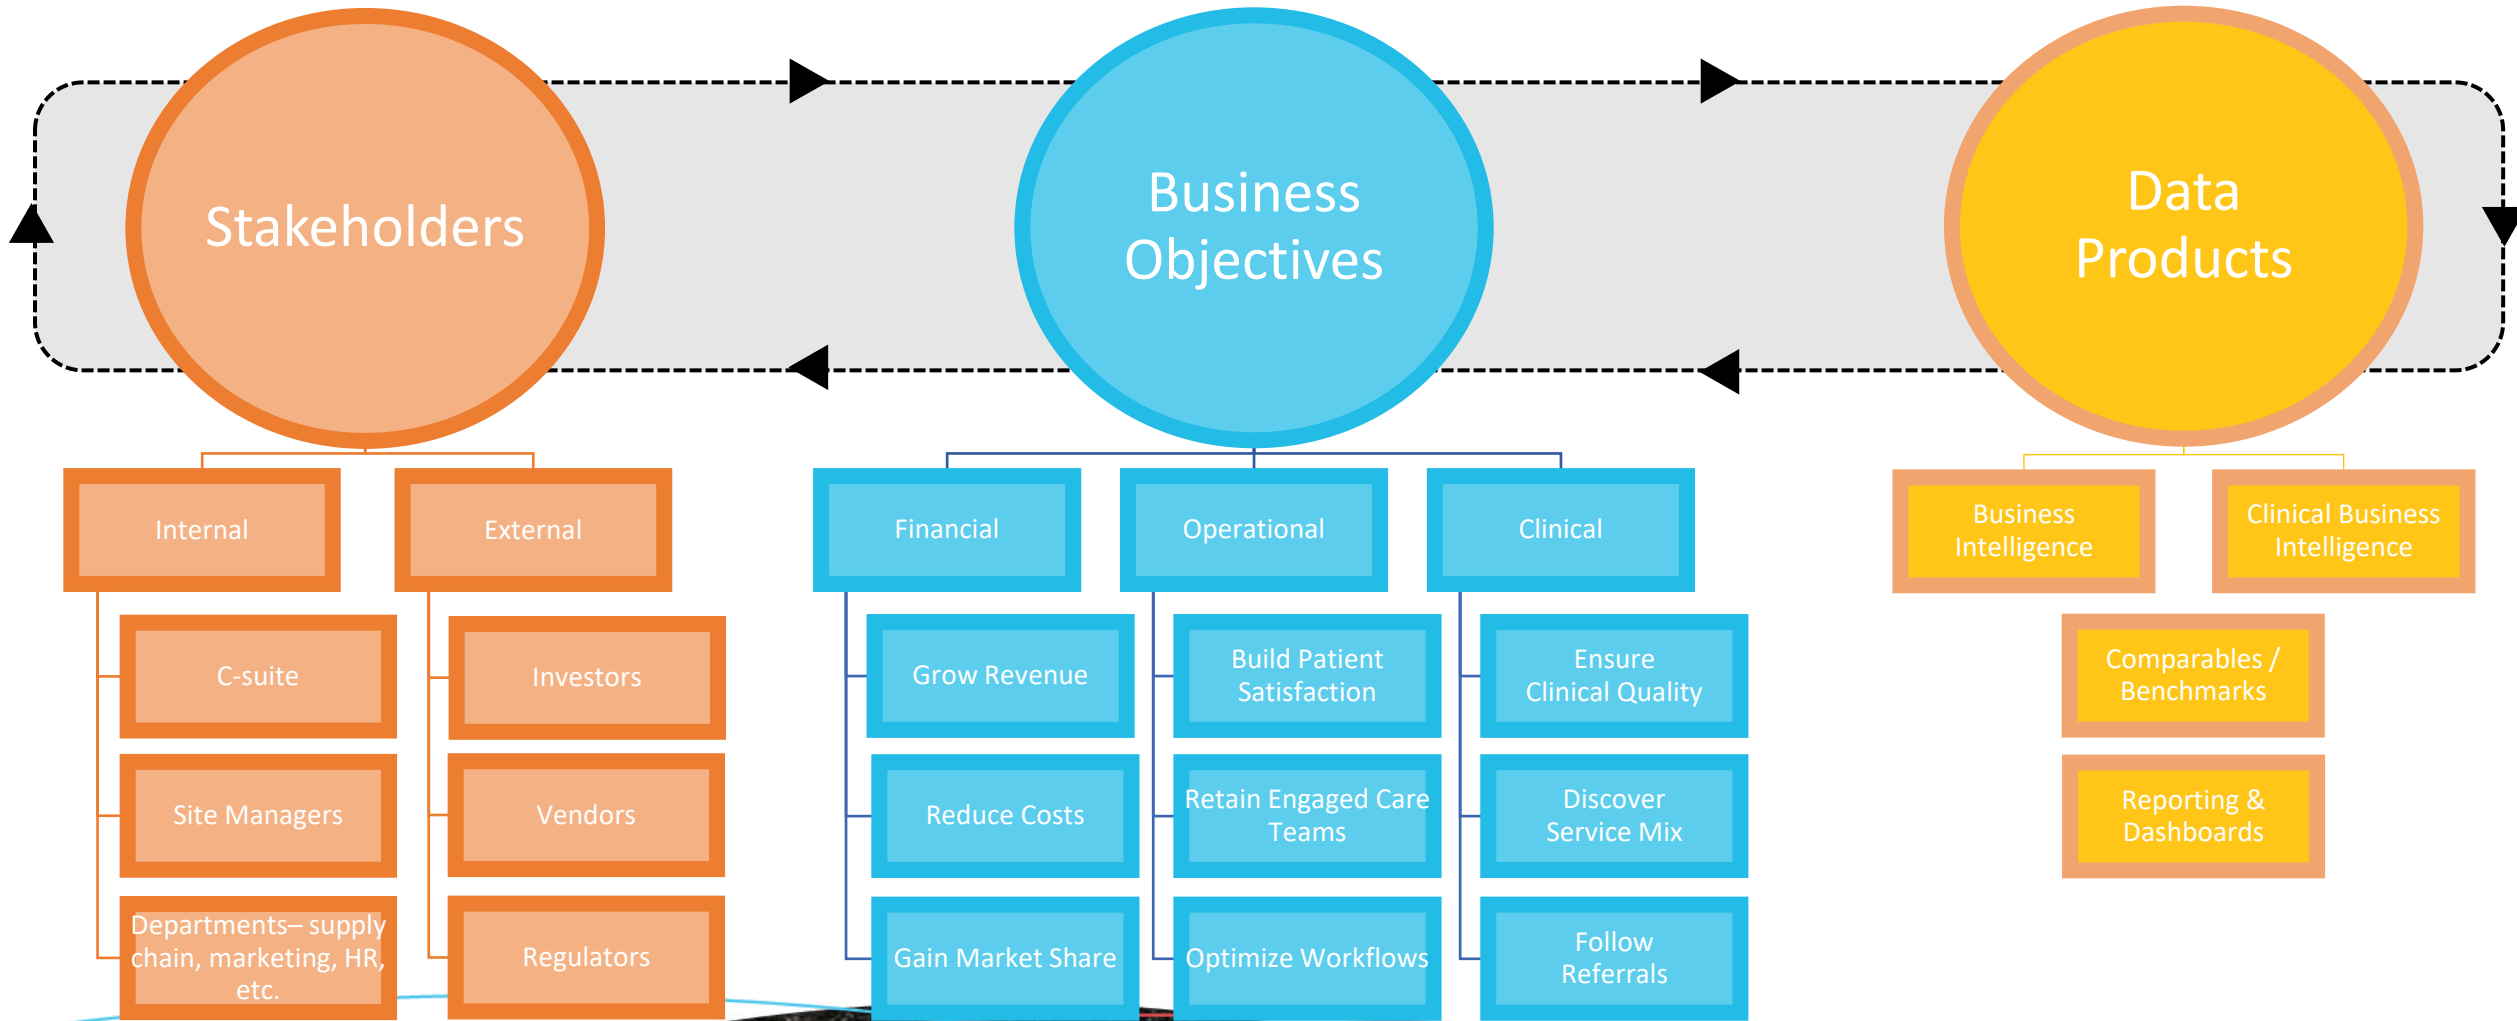 Stakeholders
Business
Objectives
Data
Products
Internal
External
C-suite
Investors
Site Managers
Vendors
Departments– supply
chain, marketing, HR,
etc.
Regulators
Financial
Operational
Clinical
Grow Revenue
Build Patient
Satisfaction
Ensure
Clinical Quality
Reduce Costs
Retain Engaged Care
Teams
Discover
Service Mix
Gain Market Share
Optimize Workflows
Follow
Referrals
Business
Intelligence
Clinical Business
Intelligence
Comparables /
Benchmarks
Reporting &
Dashboards